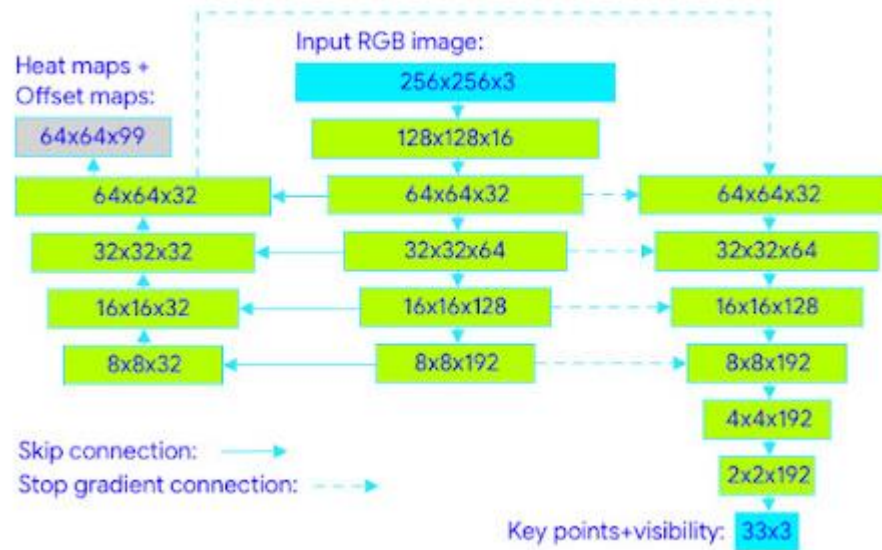 Input RGB image:
256x256x3
Heat maps +
Offset maps:
64x64x99
128x128x16
64x64x32
64x64x32
64x64x32
32x32x32
32x32x64
32x32x64
16x16x32
16x16x128
16x16x128
8x8x32
8x8x192
8x8x192
4x4x192
2x2x192
Skip connection:
Stop gradient connection:
Key points+visibility:
33x3